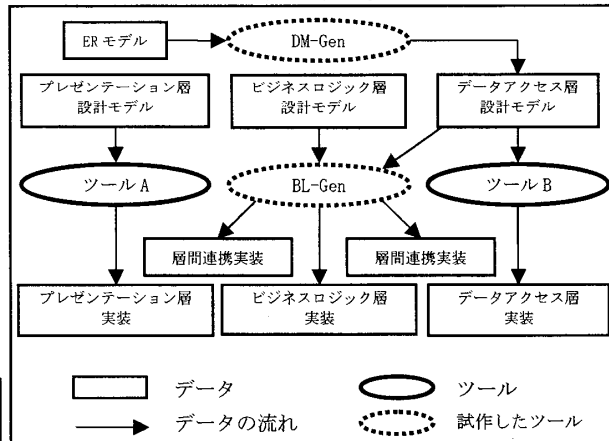 ERモデル
DM-Gen
プレゼンテーション層
設計モデル
ビジネスロジック層
設計モデル
データアクセス層
設計モデル
ツールA
BL-Gen
ツールB
層間連携実装
層間連携実装
プレゼンテーション層
実装
ビジネスロジック層
実装
データアクセス層
実装
データ
ツール
データの流れ
試作したツール